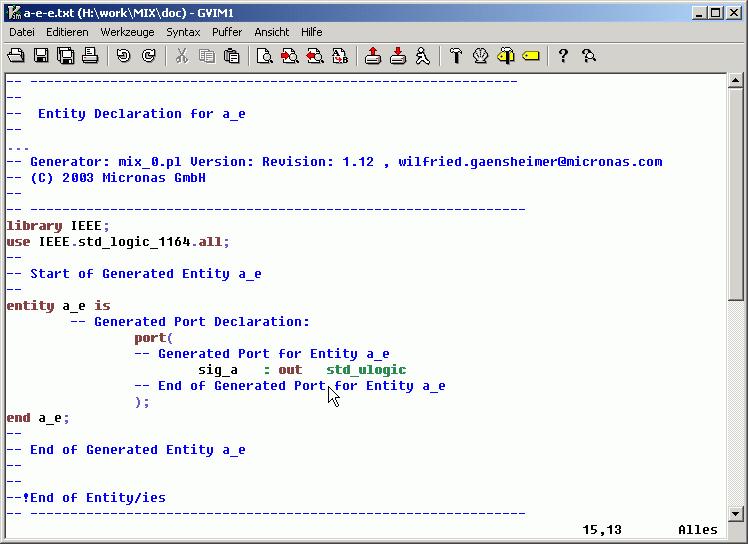 a-e-e.txt (H:\work\MIX\doc) - GVIM1
Datei Editieren Werkzeuge Syntax Puffer Ansicht Hilfe
-- -------------------------------------------------------------
--
--  Entity Declaration for a_e
--
...
-- Generator: mix_0.pl Version: Revision: 1.12 , wilfried.gaensheimer@micronas.com
-- (C) 2003 Micronas GmbH
--
-- --------------------------------------------------------------
library IEEE;
use IEEE.std_logic_1164.all;
--
-- Start of Generated Entity a_e
--
entity a_e is
        -- Generated Port Declaration:
                port(
                -- Generated Port for Entity a_e
                        sig_a   : out   std_ulogic
                -- End of Generated Port for Entity a_e
                );
end a_e;
--
-- End of Generated Entity a_e
--
--
--!End of Entity/ies
-- --------------------------------------------------------------
15,13 Alles